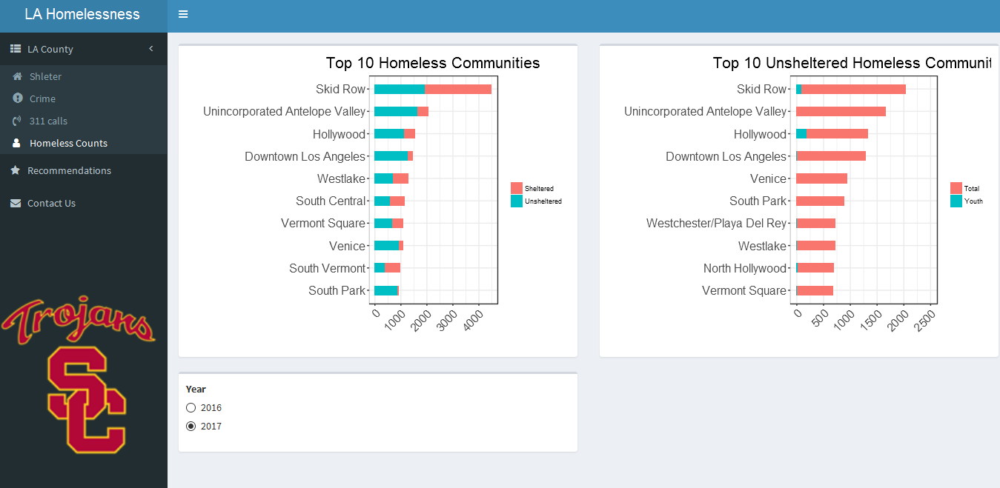 LA Homelessness
LA County
Shleter
Crime
311 calls
Homeless Counts
Recommendations
Contact Us
Trojans
SC
Top 10 Homeless Communities
Skid Row
Unincorporated Antelope Valley
Hollywood
Downtown Los Angeles
Westlake
South Central
Vermont Square
Venice
South Vermont
South Park
0 1000 2000 3000 4000
Sheltered
Unsheltered
Top 10 Unsheltered Homeless Communit
Skid Row
Unincorporated Antelope Valley
Hollywood
Downtown Los Angeles
Venice
South Park
Westchester/Playa Del Rey
Westlake
North Hollywood
Vermont Square
0 500 1000 1500 2000 2500
Total
Youth
Year
2016
2017